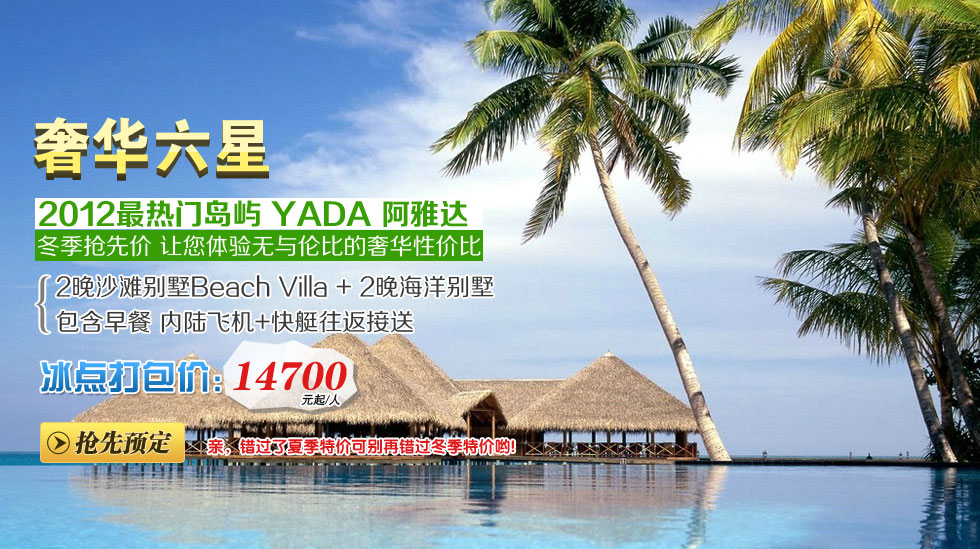 奢华六星
2012最热门岛屿 YADA 阿雅达
冬季抢先价 让您体验无与伦比的奢华性价比
2晚沙滩别墅Beach Villa + 2晚海洋别墅
包含早餐 内陆飞机+快艇往返接送
冰点打包价:14700
元起/人
抢先预定
亲,错过了夏季特价可别再错过冬季特价哟!